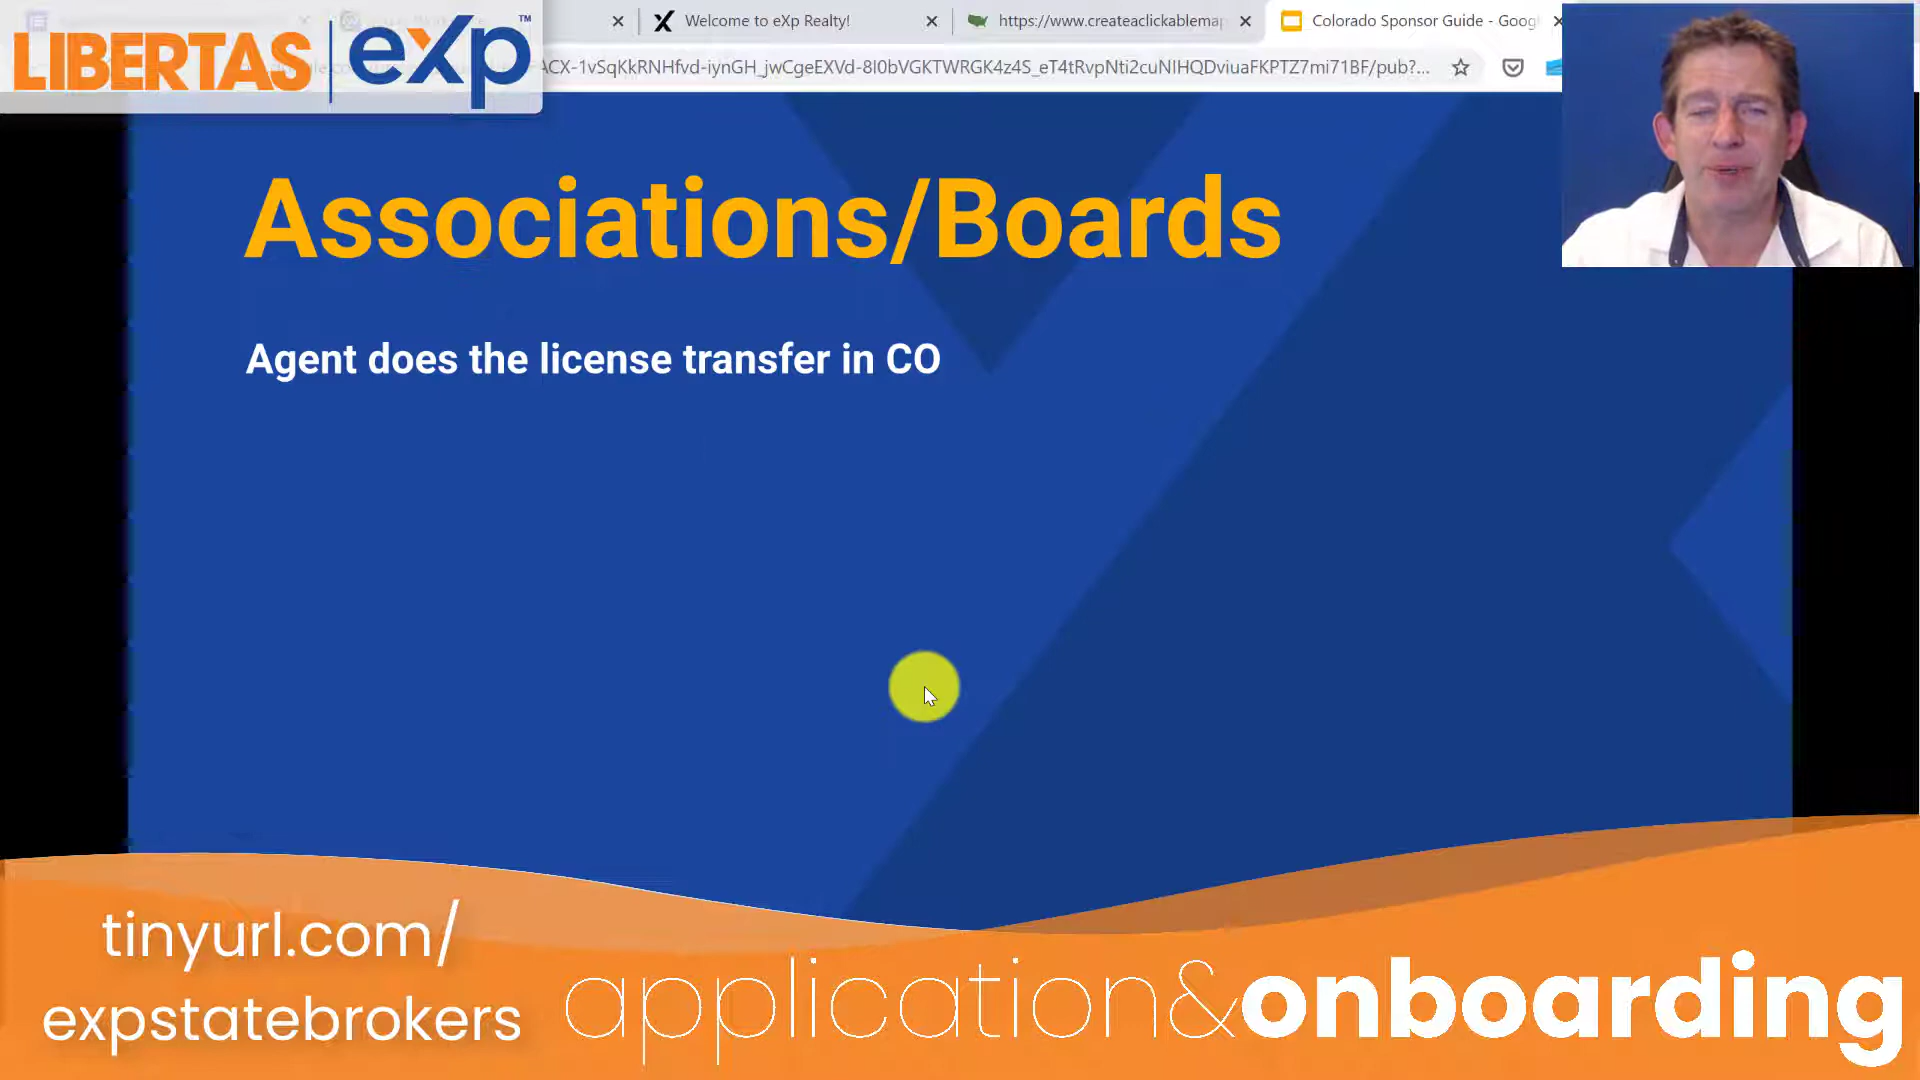 LIBERTAS eXp™
Welcome to eXp Realty!
https://www.createaclickablemap
Colorado Sponsor Guide - Goog
ACX-1vSqKkRNHfvd-iynGH_jwCgeEXVd-8I0bVGKTWRGK4z4S_eT4tRvpNti2cuNIHQDviuaFKPTZ7mi71BF/pub?...
Associations/Boards
Agent does the license transfer in CO
tinyurl.com/
expstatebrokers
application&onboarding